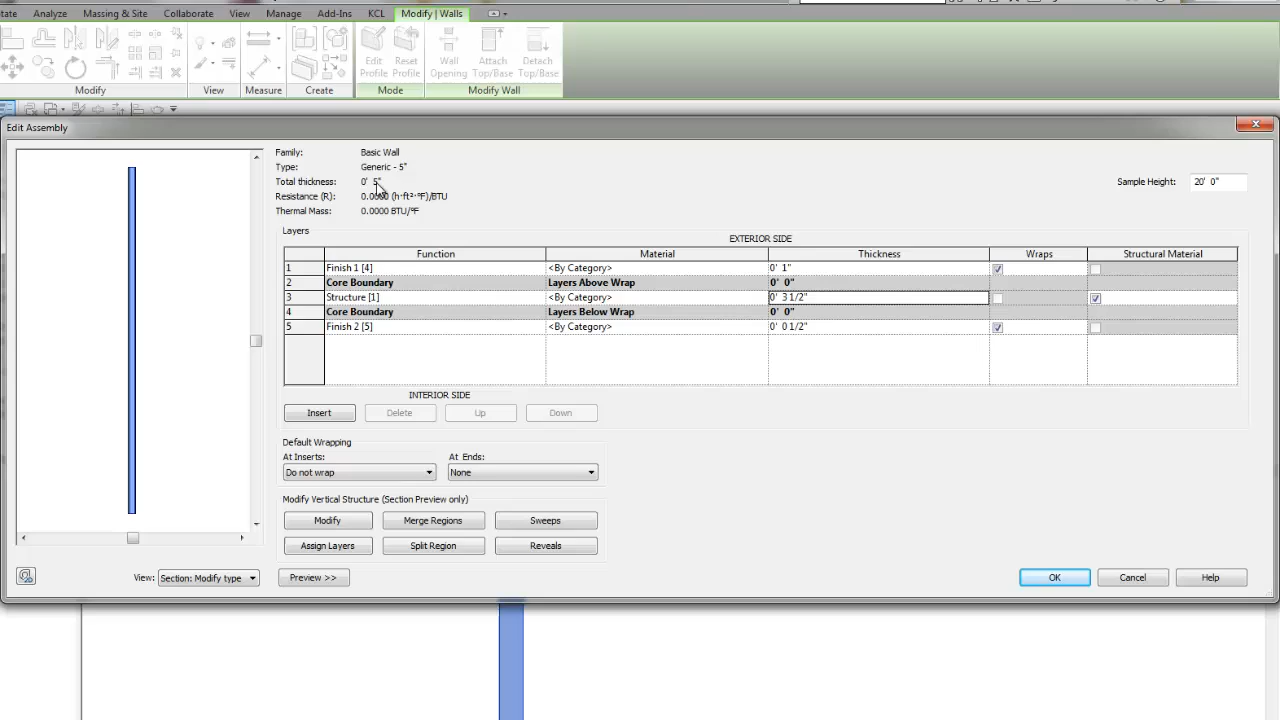 tate Analyze Massing & Site Collaborate View Manage Add-Ins KCL Modify | Walls
Edit Profile Reset Profile Wall Opening Attach Top/Base Detach Top/Base
Modify View Measure Create Mode Modify Wall
Edit Assembly
Family: Basic Wall
Type: Generic - 5"
Total thickness: 0' 5" Sample Height: 20' 0"
Resistance (R): 0.0000 (h·ft²·°F)/BTU
Thermal Mass: 0.0000 BTU/°F
Layers
EXTERIOR SIDE
Function Material Thickness Wraps Structural Material
1 Finish 1 [4] <By Category> 0' 1"
2 Core Boundary Layers Above Wrap 0' 0"
3 Structure [1] <By Category> 0' 3 1/2"
4 Core Boundary Layers Below Wrap 0' 0"
5 Finish 2 [5] <By Category> 0' 0 1/2"
INTERIOR SIDE
Insert Delete Up Down
Default Wrapping
At Inserts: At Ends:
Do not wrap None
Modify Vertical Structure (Section Preview only)
Modify Merge Regions Sweeps
Assign Layers Split Region Reveals
View: Section: Modify type Preview >> OK Cancel Help